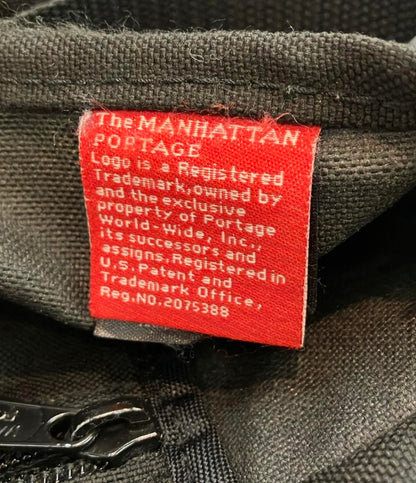 The MANHATTAN
PORTAGE
Logo is a Registered
Trademark,owned by
and the exclusive
property of Portage
World-Wide, Inc.,
its successors and
assigns.Registered in
U.S.Patent and
Trademark Office,
Reg.NO.2075388